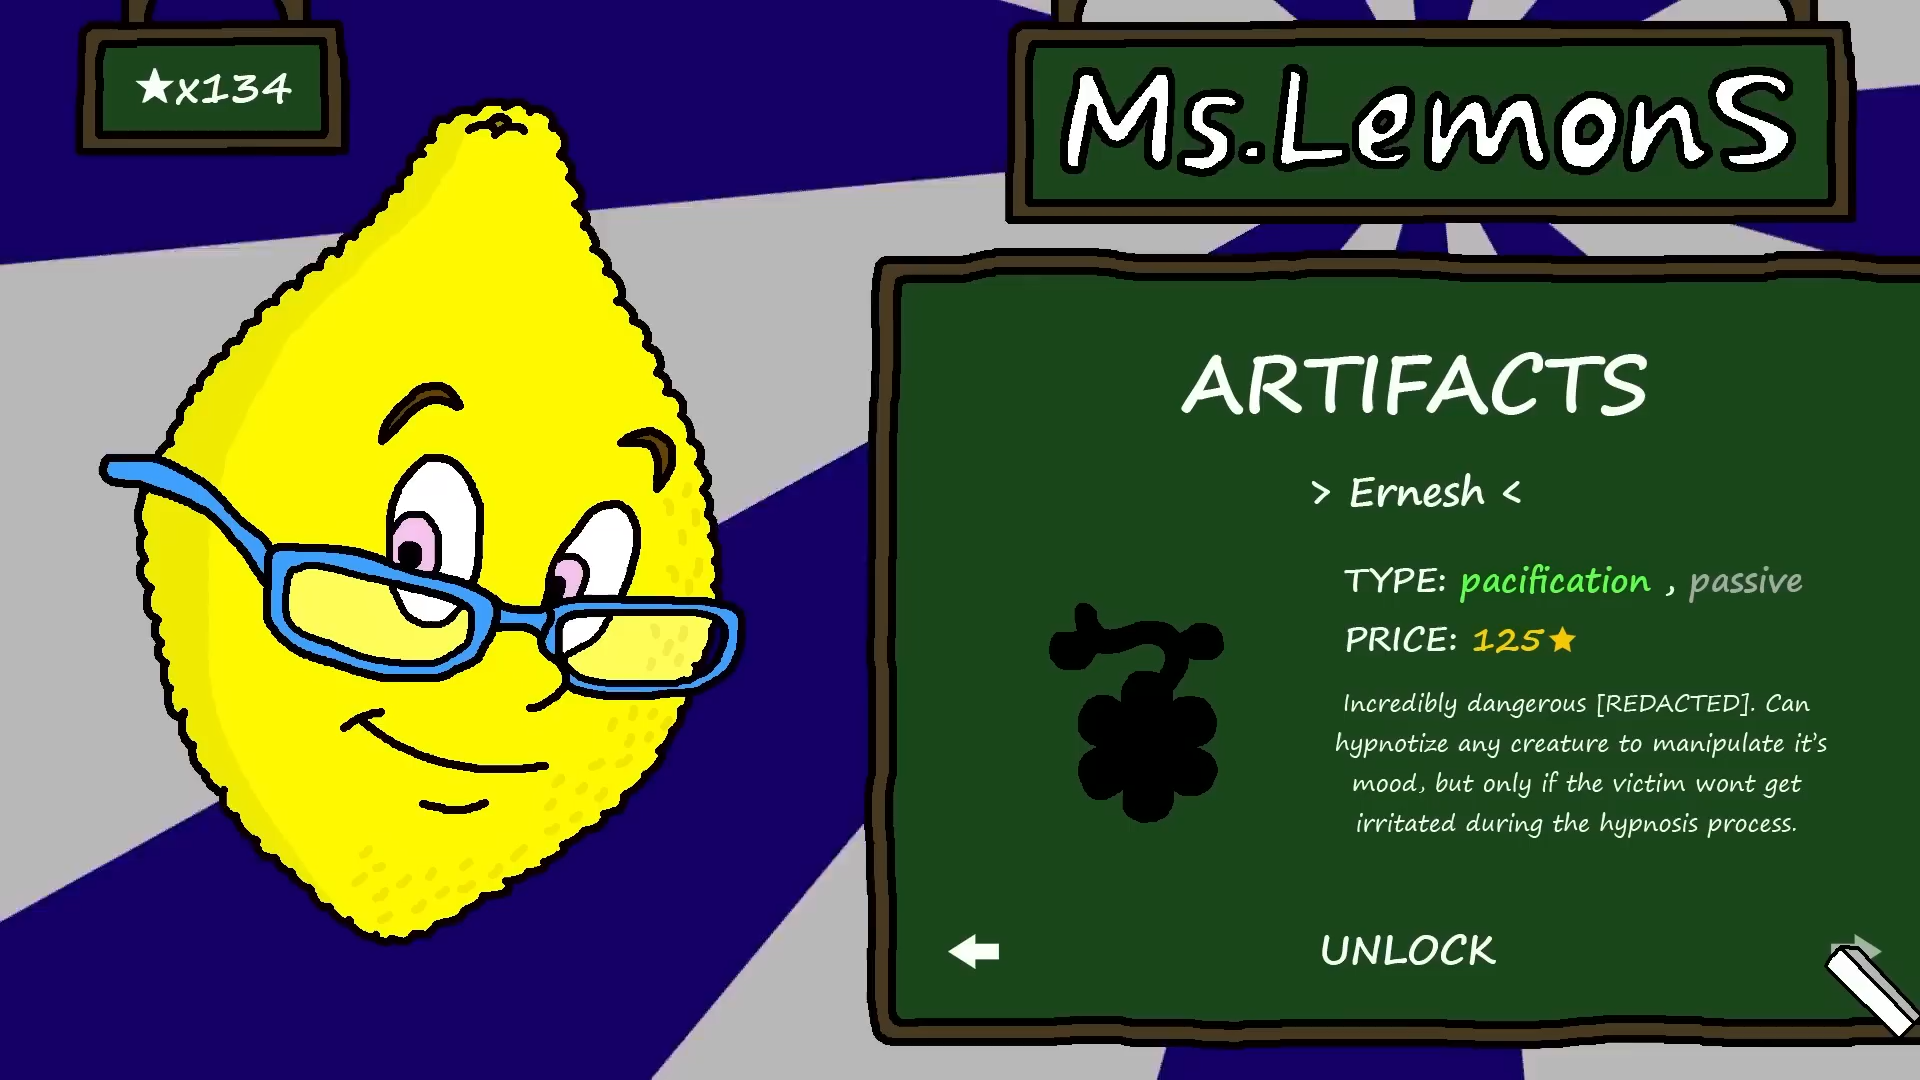 ★x134
Ms.LemonS
ARTIFACTS
> Ernesh <
TYPE: pacification , passive
PRICE: 125★
Incredibly dangerous [REDACTED]. Can
hypnotize any creature to manipulate it's
mood, but only if the victim wont get
irritated during the hypnosis process.
UNLOCK